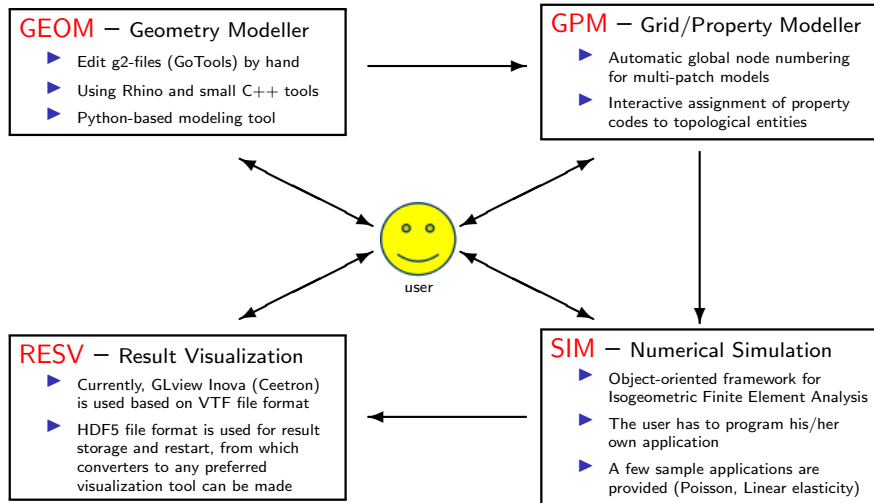 GEOM – Geometry Modeller
Edit g2-files (GoTools) by hand
Using Rhino and small C++ tools
Python-based modeling tool
GPM – Grid/Property Modeller
Automatic global node numbering
for multi-patch models
Interactive assignment of property
codes to topological entities
user
RESV – Result Visualization
Currently, GLview Inova (Ceetron)
is used based on VTF file format
HDF5 file format is used for result
storage and restart, from which
converters to any preferred
visualization tool can be made
SIM – Numerical Simulation
Object-oriented framework for
Isogeometric Finite Element Analysis
The user has to program his/her
own application
A few sample applications are
provided (Poisson, Linear elasticity)